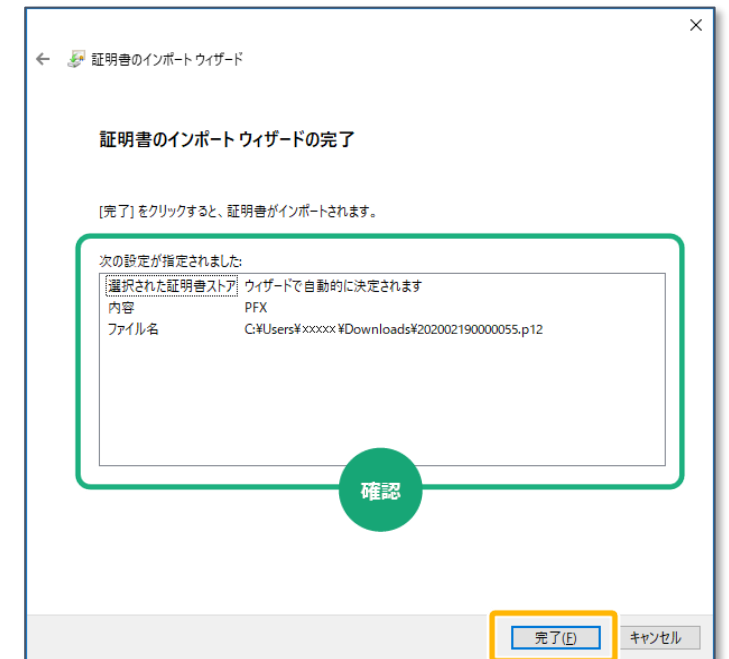 証明書のインポート ウィザード
証明書のインポート ウィザードの完了
[完了] をクリックすると、証明書がインポートされます。
次の設定が指定されました:
選択された証明書ストア ウィザードで自動的に決定されます
内容 PFX
ファイル名 C:¥Users¥xxxxx¥Downloads¥202002190000055.p12
確認
完了(F) キャンセル